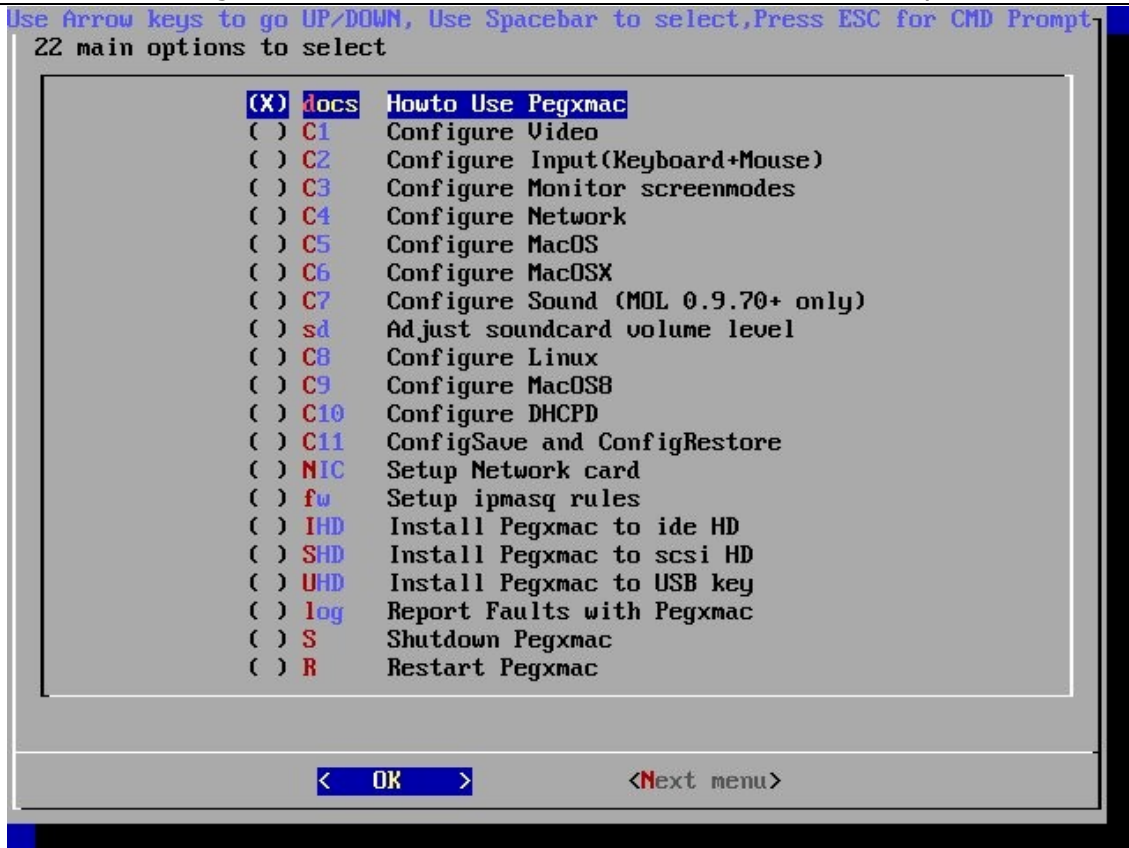 Use Arrow keys to go UP/DOWN, Use Spacebar to select,Press ESC for CMD Prompt
22 main options to select
(X) docs Howto Use Pegxmac
( ) C1 Configure Video
( ) C2 Configure Input(Keyboard+Mouse)
( ) C3 Configure Monitor screenmodes
( ) C4 Configure Network
( ) C5 Configure MacOS
( ) C6 Configure MacOSX
( ) C7 Configure Sound (MOL 0.9.70+ only)
( ) sd Adjust soundcard volume level
( ) C8 Configure Linux
( ) C9 Configure MacOS8
( ) C10 Configure DHCPD
( ) C11 ConfigSave and ConfigRestore
( ) NIC Setup Network card
( ) fw Setup ipmasq rules
( ) IHD Install Pegxmac to ide HD
( ) SHD Install Pegxmac to scsi HD
( ) UHD Install Pegxmac to USB key
( ) log Report Faults with Pegxmac
( ) S Shutdown Pegxmac
( ) R Restart Pegxmac
< OK > <Next menu>